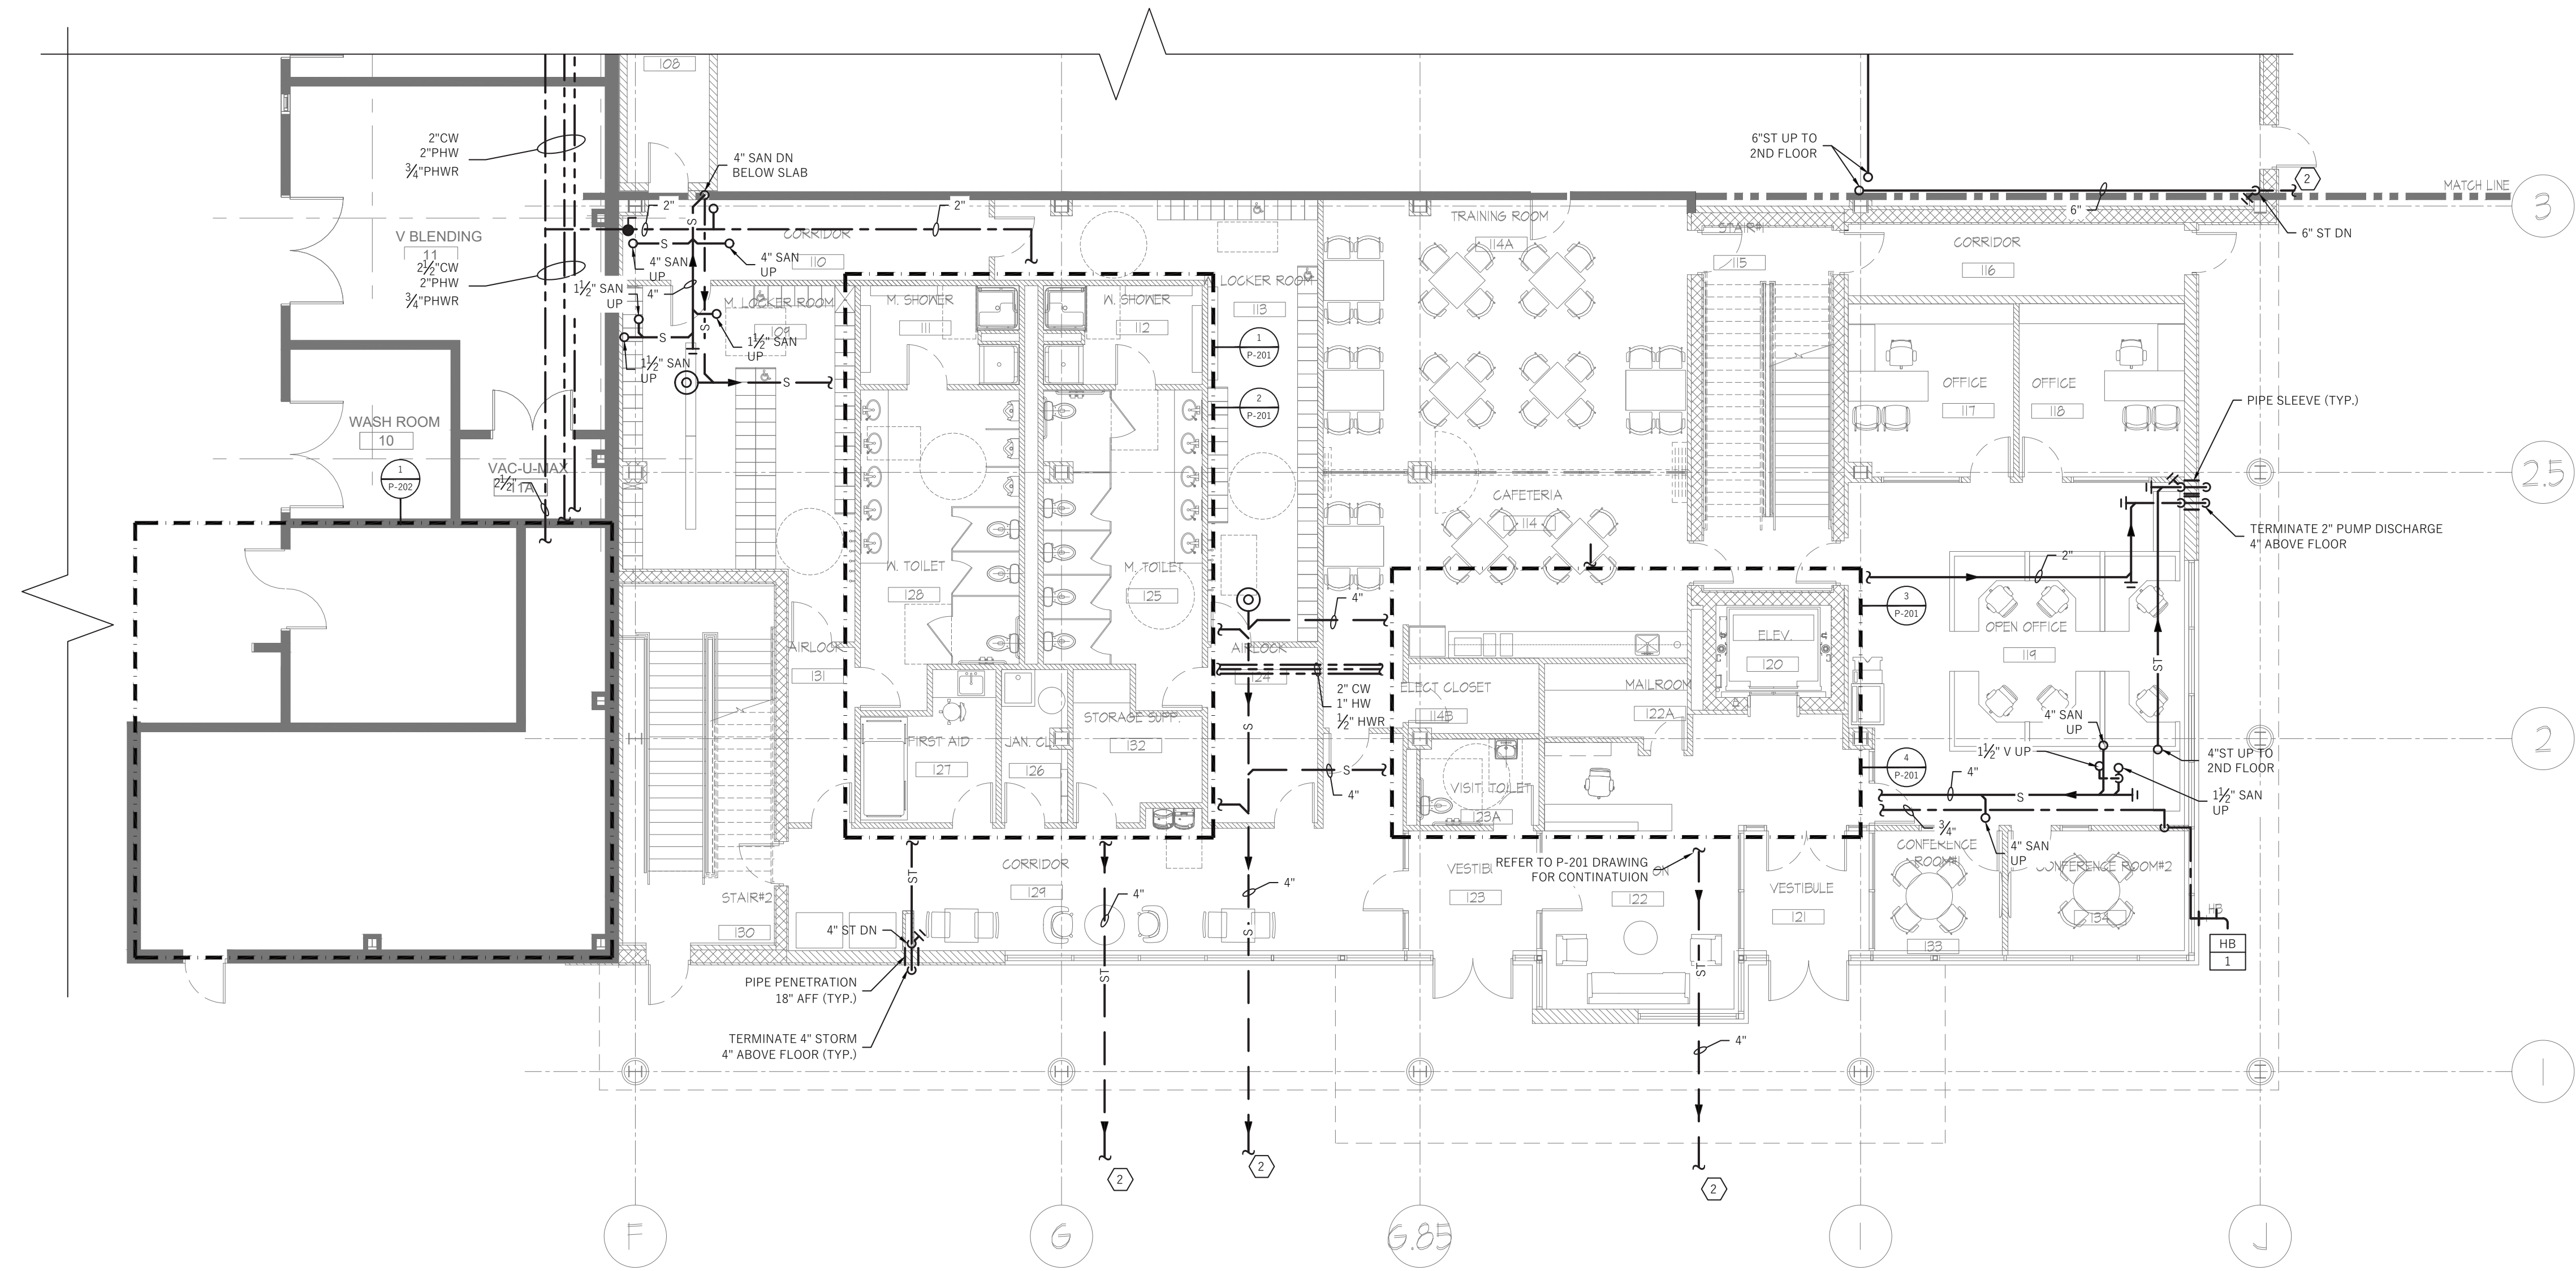 108
2"CW
2"PHW
3/4"PHWR
4" SAN DN
BELOW SLAB
6"ST UP TO
2ND FLOOR
2
MATCH LINE
3
6"
6" ST DN
2"
2"
TRAINING ROOM
114A
STAIR#1
115
CORRIDOR
116
V BLENDING
11
S
S
CORRIDOR
110
4" SAN
UP
4" SAN
UP
2½"CW
2"PHW
3/4"PHWR
1½" SAN
UP
4"
S
S
1½" SAN
UP
1½" SAN
UP
S
M. LOCKER ROOM
109
M. SHOWER
111
W. SHOWER
112
LOCKER ROOM
113
1
P-201
2
P-201
OFFICE
117
OFFICE
118
PIPE SLEEVE (TYP.)
WASH ROOM
10
1
P-202
VAC-U-MAX
11A
2½"
2.5
CAFETERIA
114
TERMINATE 2" PUMP DISCHARGE
4" ABOVE FLOOR
2"
W. TOILET
128
M. TOILET
125
4"
3
P-201
OPEN OFFICE
119
ST
AIRLOCK
131
AIRLOCK
124
ELEV.
120
2" CW
1" HW
½" HWR
ELECT CLOSET
114B
MAILROOM
122A
S
STORAGE SUPP.
132
FIRST AID
127
JAN. CL
126
4" SAN
UP
1½" V UP
4"ST UP TO
2ND FLOOR
2
S
4"
4
P-201
4"
S
1½" SAN
UP
VISIT TOILET
123A
3/4"
4" SAN
UP
CONFERENCE
ROOM#1
133
CONFERENCE ROOM#2
134
REFER TO P-201 DRAWING
FOR CONTINATUION
ON
122
VESTIBU
123
VESTIBULE
121
CORRIDOR
129
ST
4"
4"
STAIR#2
130
4" ST DN
S
HB
HB
1
PIPE PENETRATION
18" AFF (TYP.)
ST
ST
TERMINATE 4" STORM
4" ABOVE FLOOR (TYP.)
4"
1
2
2
2
F
G
G.85
I
J